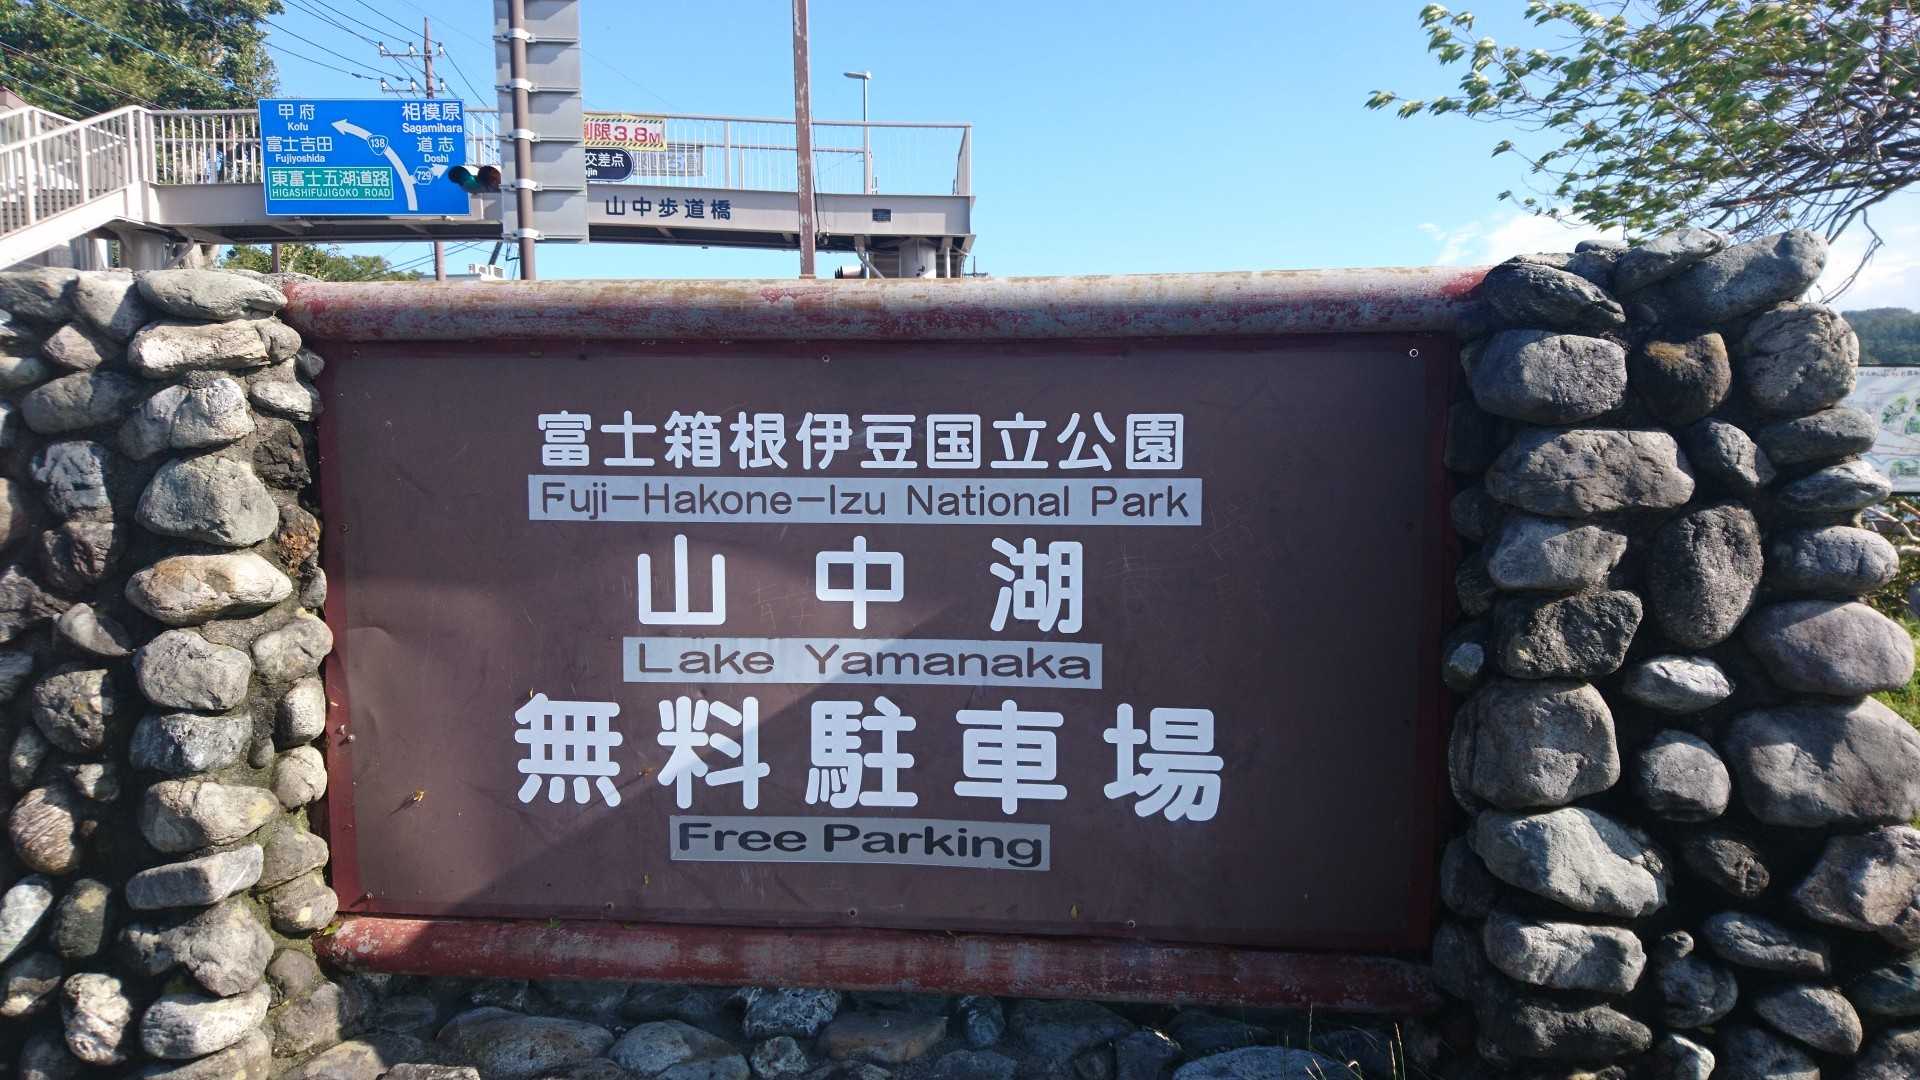 甲府
Kofu
相模原
Sagamihara
富士吉田
Fujiyoshida
138
道志
Doshi
729
東富士五湖道路
HIGASHIFUJIGOKO ROAD
制限3.8M
交差点
山中歩道橋
富士箱根伊豆国立公園
Fuji-Hakone-Izu National Park
山中湖
Lake Yamanaka
無料駐車場
Free Parking